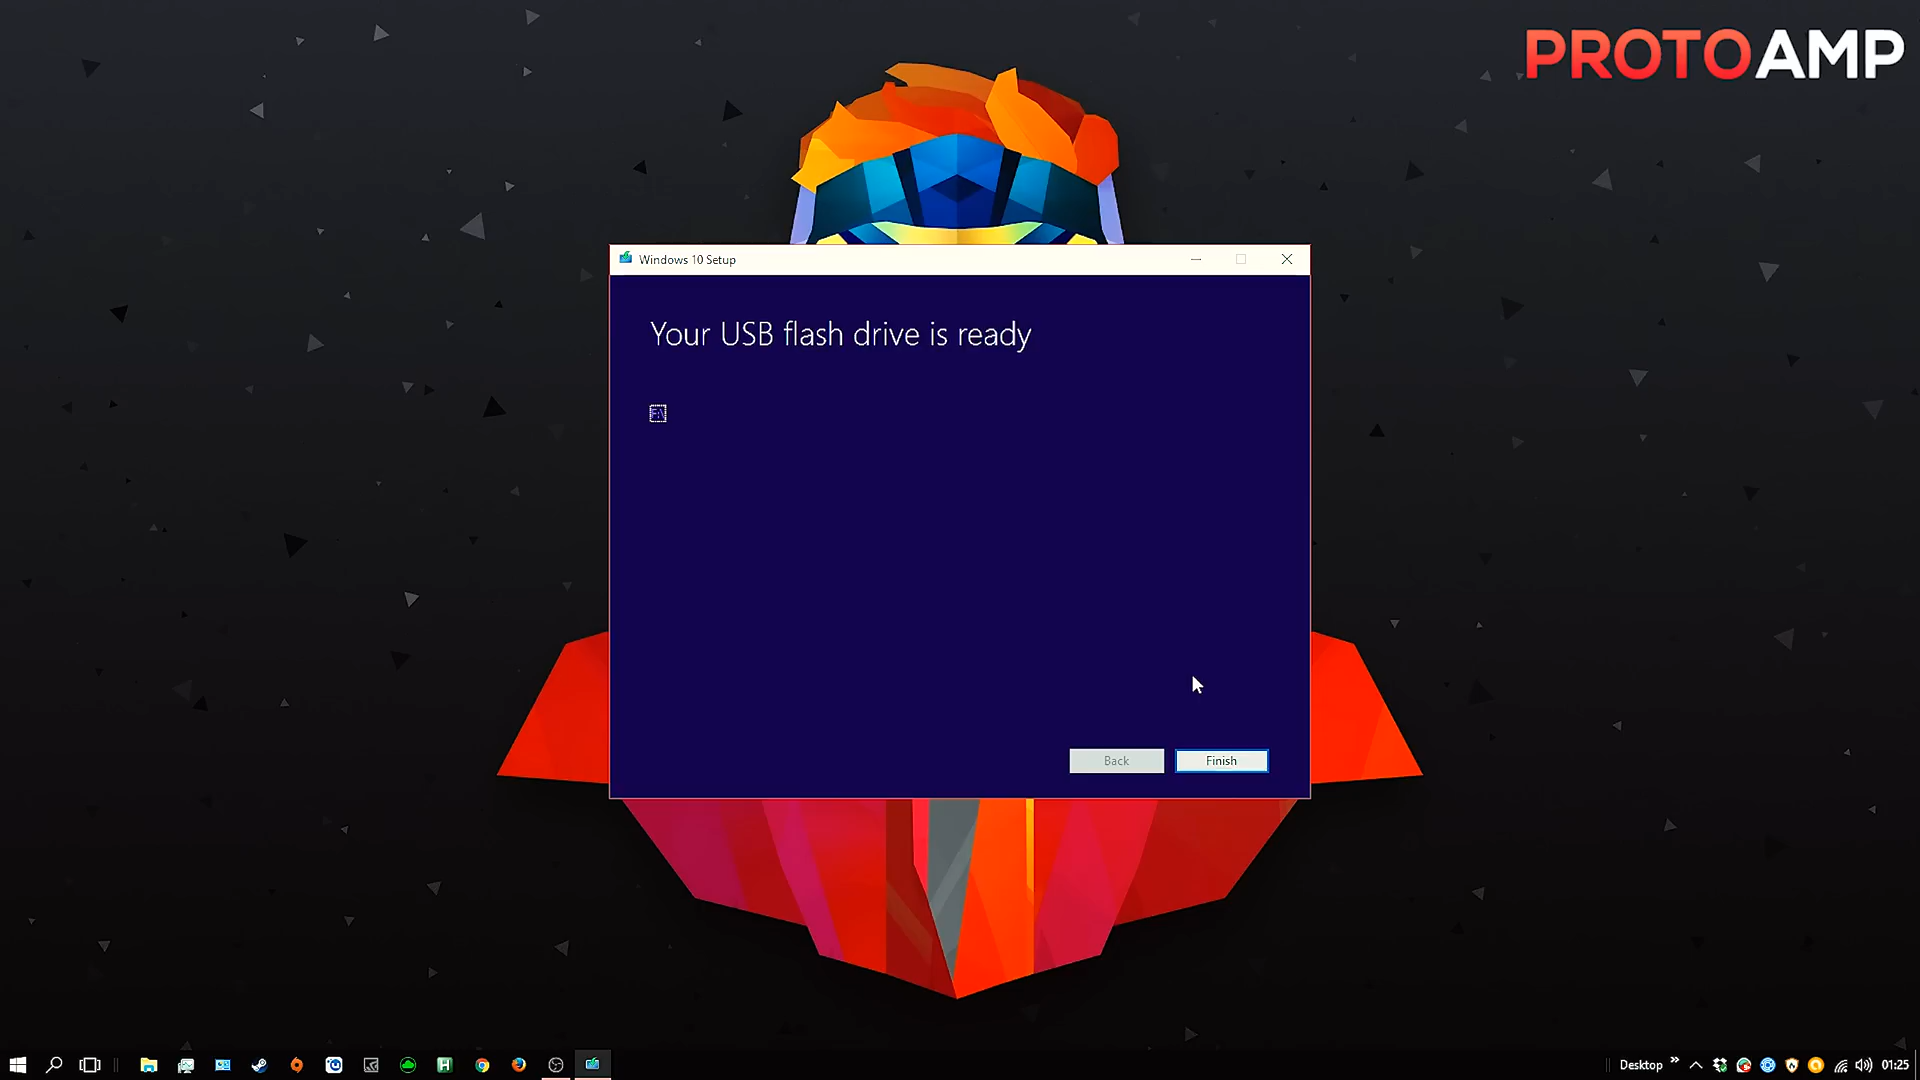 PROTOAMP
Windows 10 Setup
Your USB flash drive is ready
Back
Finish
Desktop
01:25